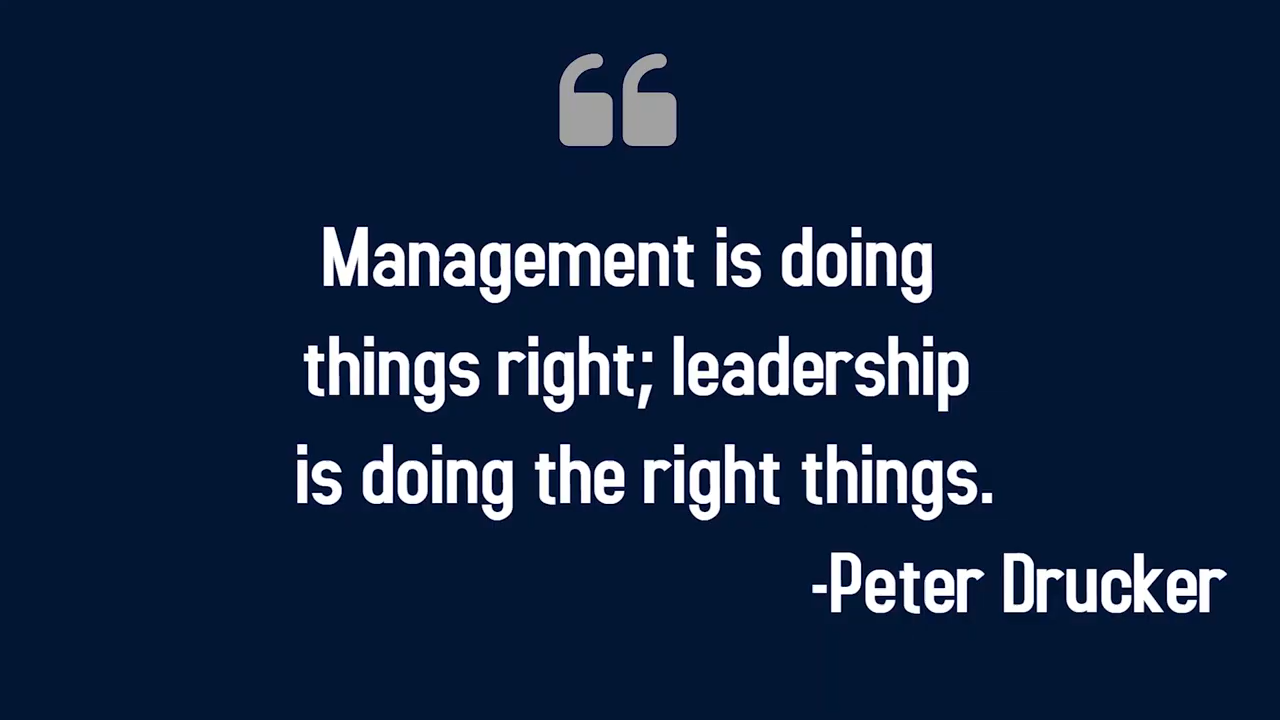 “
Management is doing
things right; leadership
is doing the right things.
-Peter Drucker